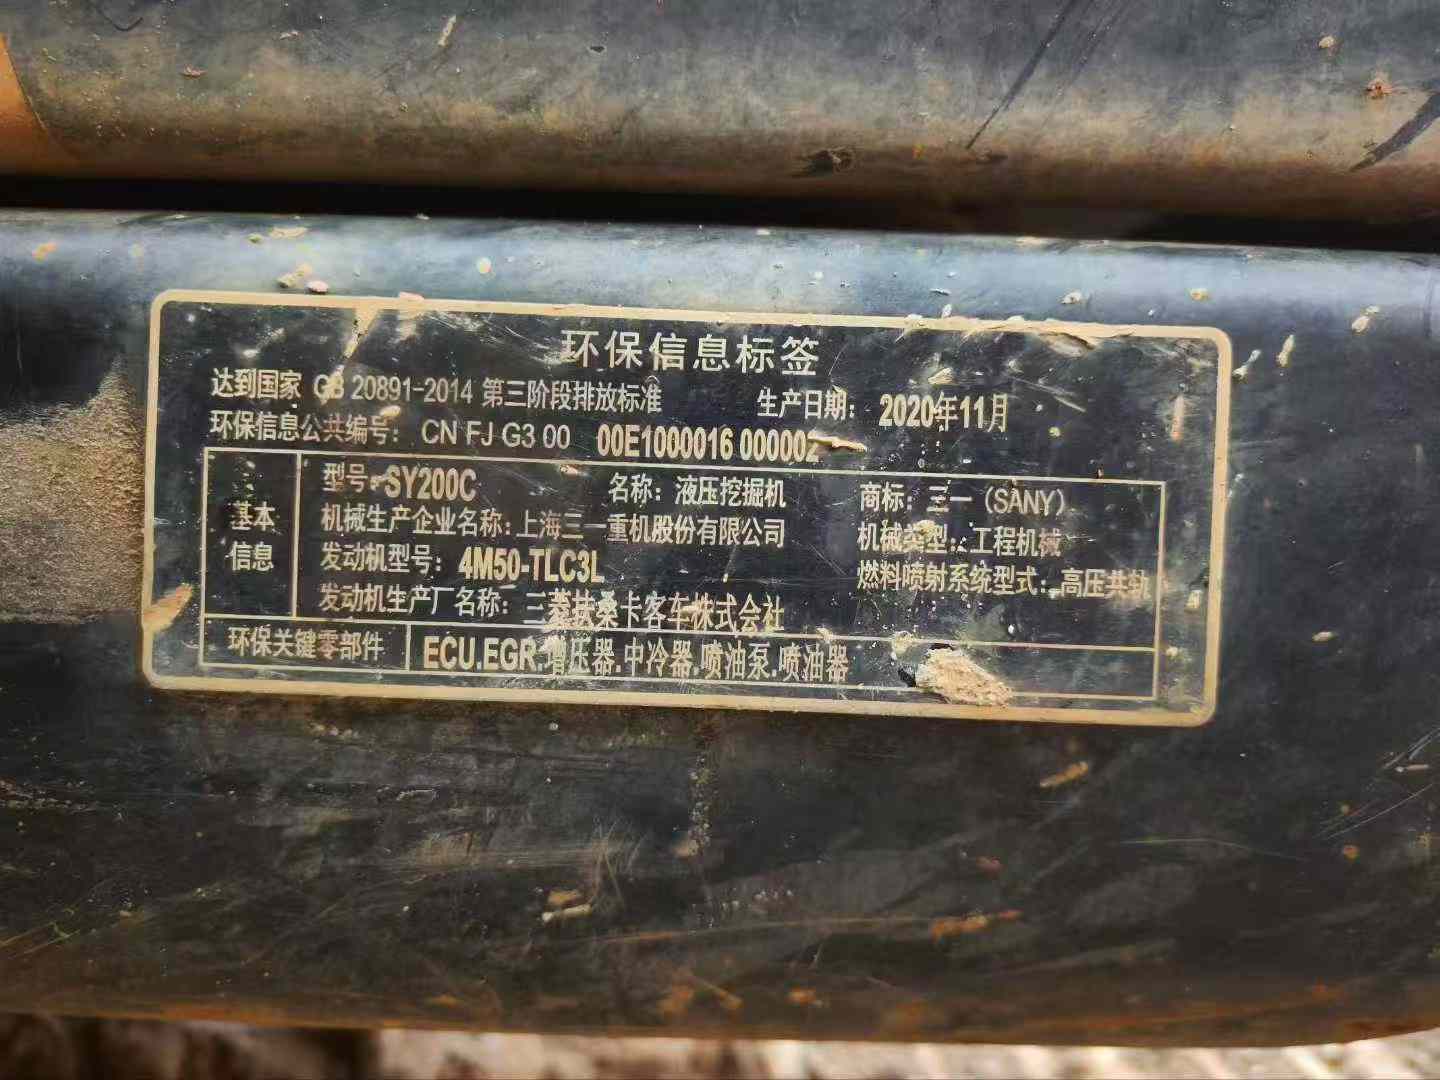 环保信息标签
达到国家 GB 20891-2014 第三阶段排放标准 生产日期: 2020年11月
环保信息公共编号: CN FJ G3 00 00E1000016 000002
基本信息
型号: SY200C 名称: 液压挖掘机 商标: 三一 (SANY)
机械生产企业名称: 上海三一重机股份有限公司 机械类型: 工程机械
发动机型号: 4M50-TLC3L 燃料喷射系统型式: 高压共轨
发动机生产厂名称: 三菱扶桑卡客车株式会社
环保关键零部件 ECU.EGR.增压器.中冷器.喷油泵.喷油器